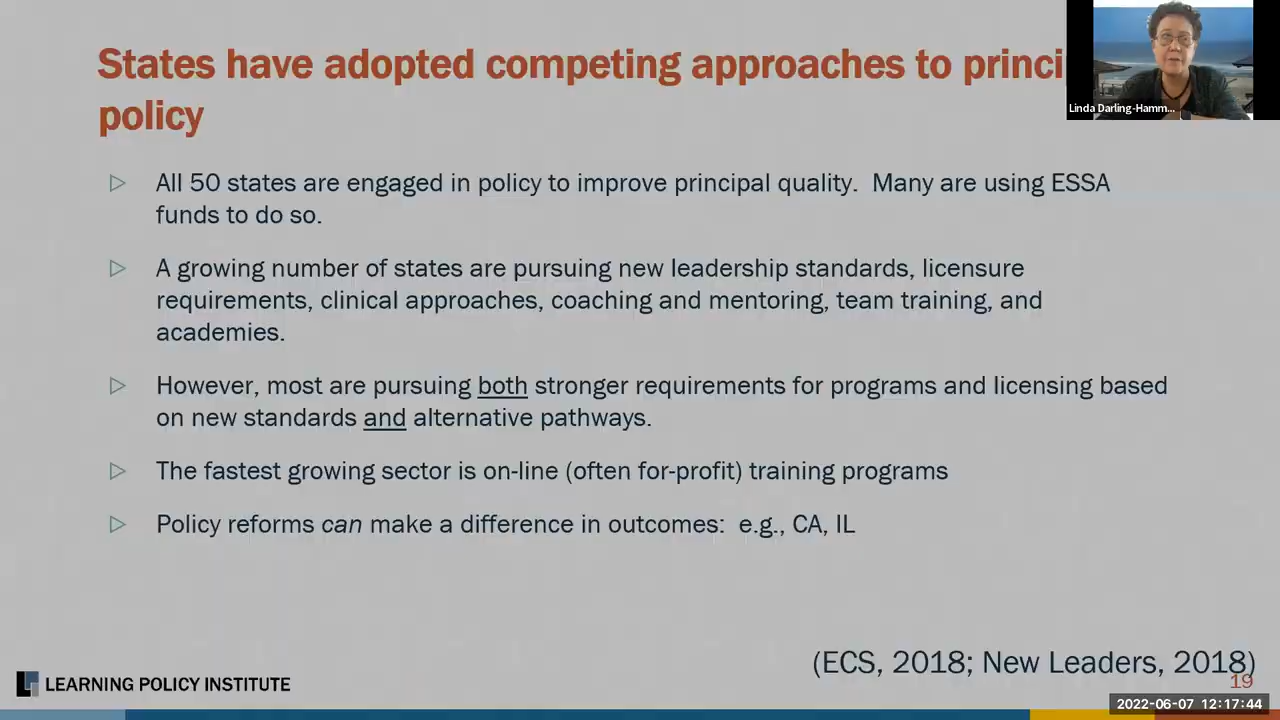 States have adopted competing approaches to princi
policy
Linda Darling-Hamm...
▷ All 50 states are engaged in policy to improve principal quality. Many are using ESSA
funds to do so.
▷ A growing number of states are pursuing new leadership standards, licensure
requirements, clinical approaches, coaching and mentoring, team training, and
academies.
▷ However, most are pursuing both stronger requirements for programs and licensing based
on new standards and alternative pathways.
▷ The fastest growing sector is on-line (often for-profit) training programs
▷ Policy reforms can make a difference in outcomes: e.g., CA, IL
(ECS, 2018; New Leaders, 2018)
19
LEARNING POLICY INSTITUTE
2022-06-07 12:17:44